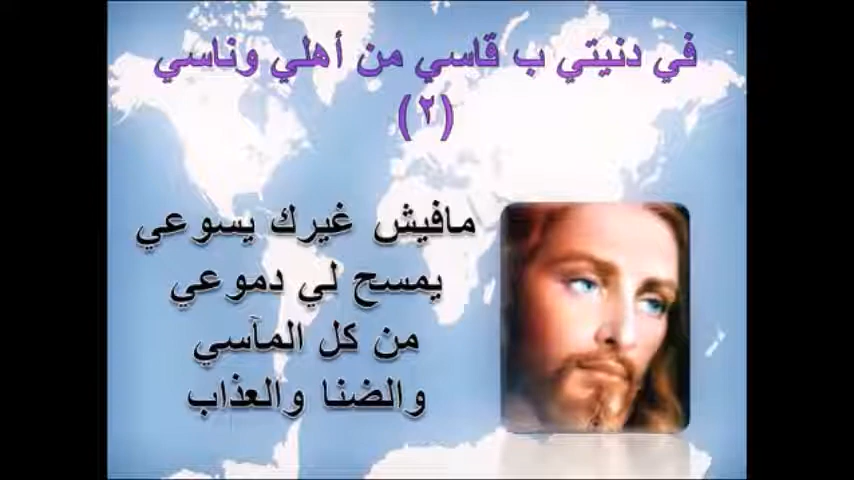 في دنيتي ب قاسي من أهلي وناسي
(٢)
مافيش غيرك يسوعي
يمسح لي دموعي
من كل المآسي
والضنا والعذاب